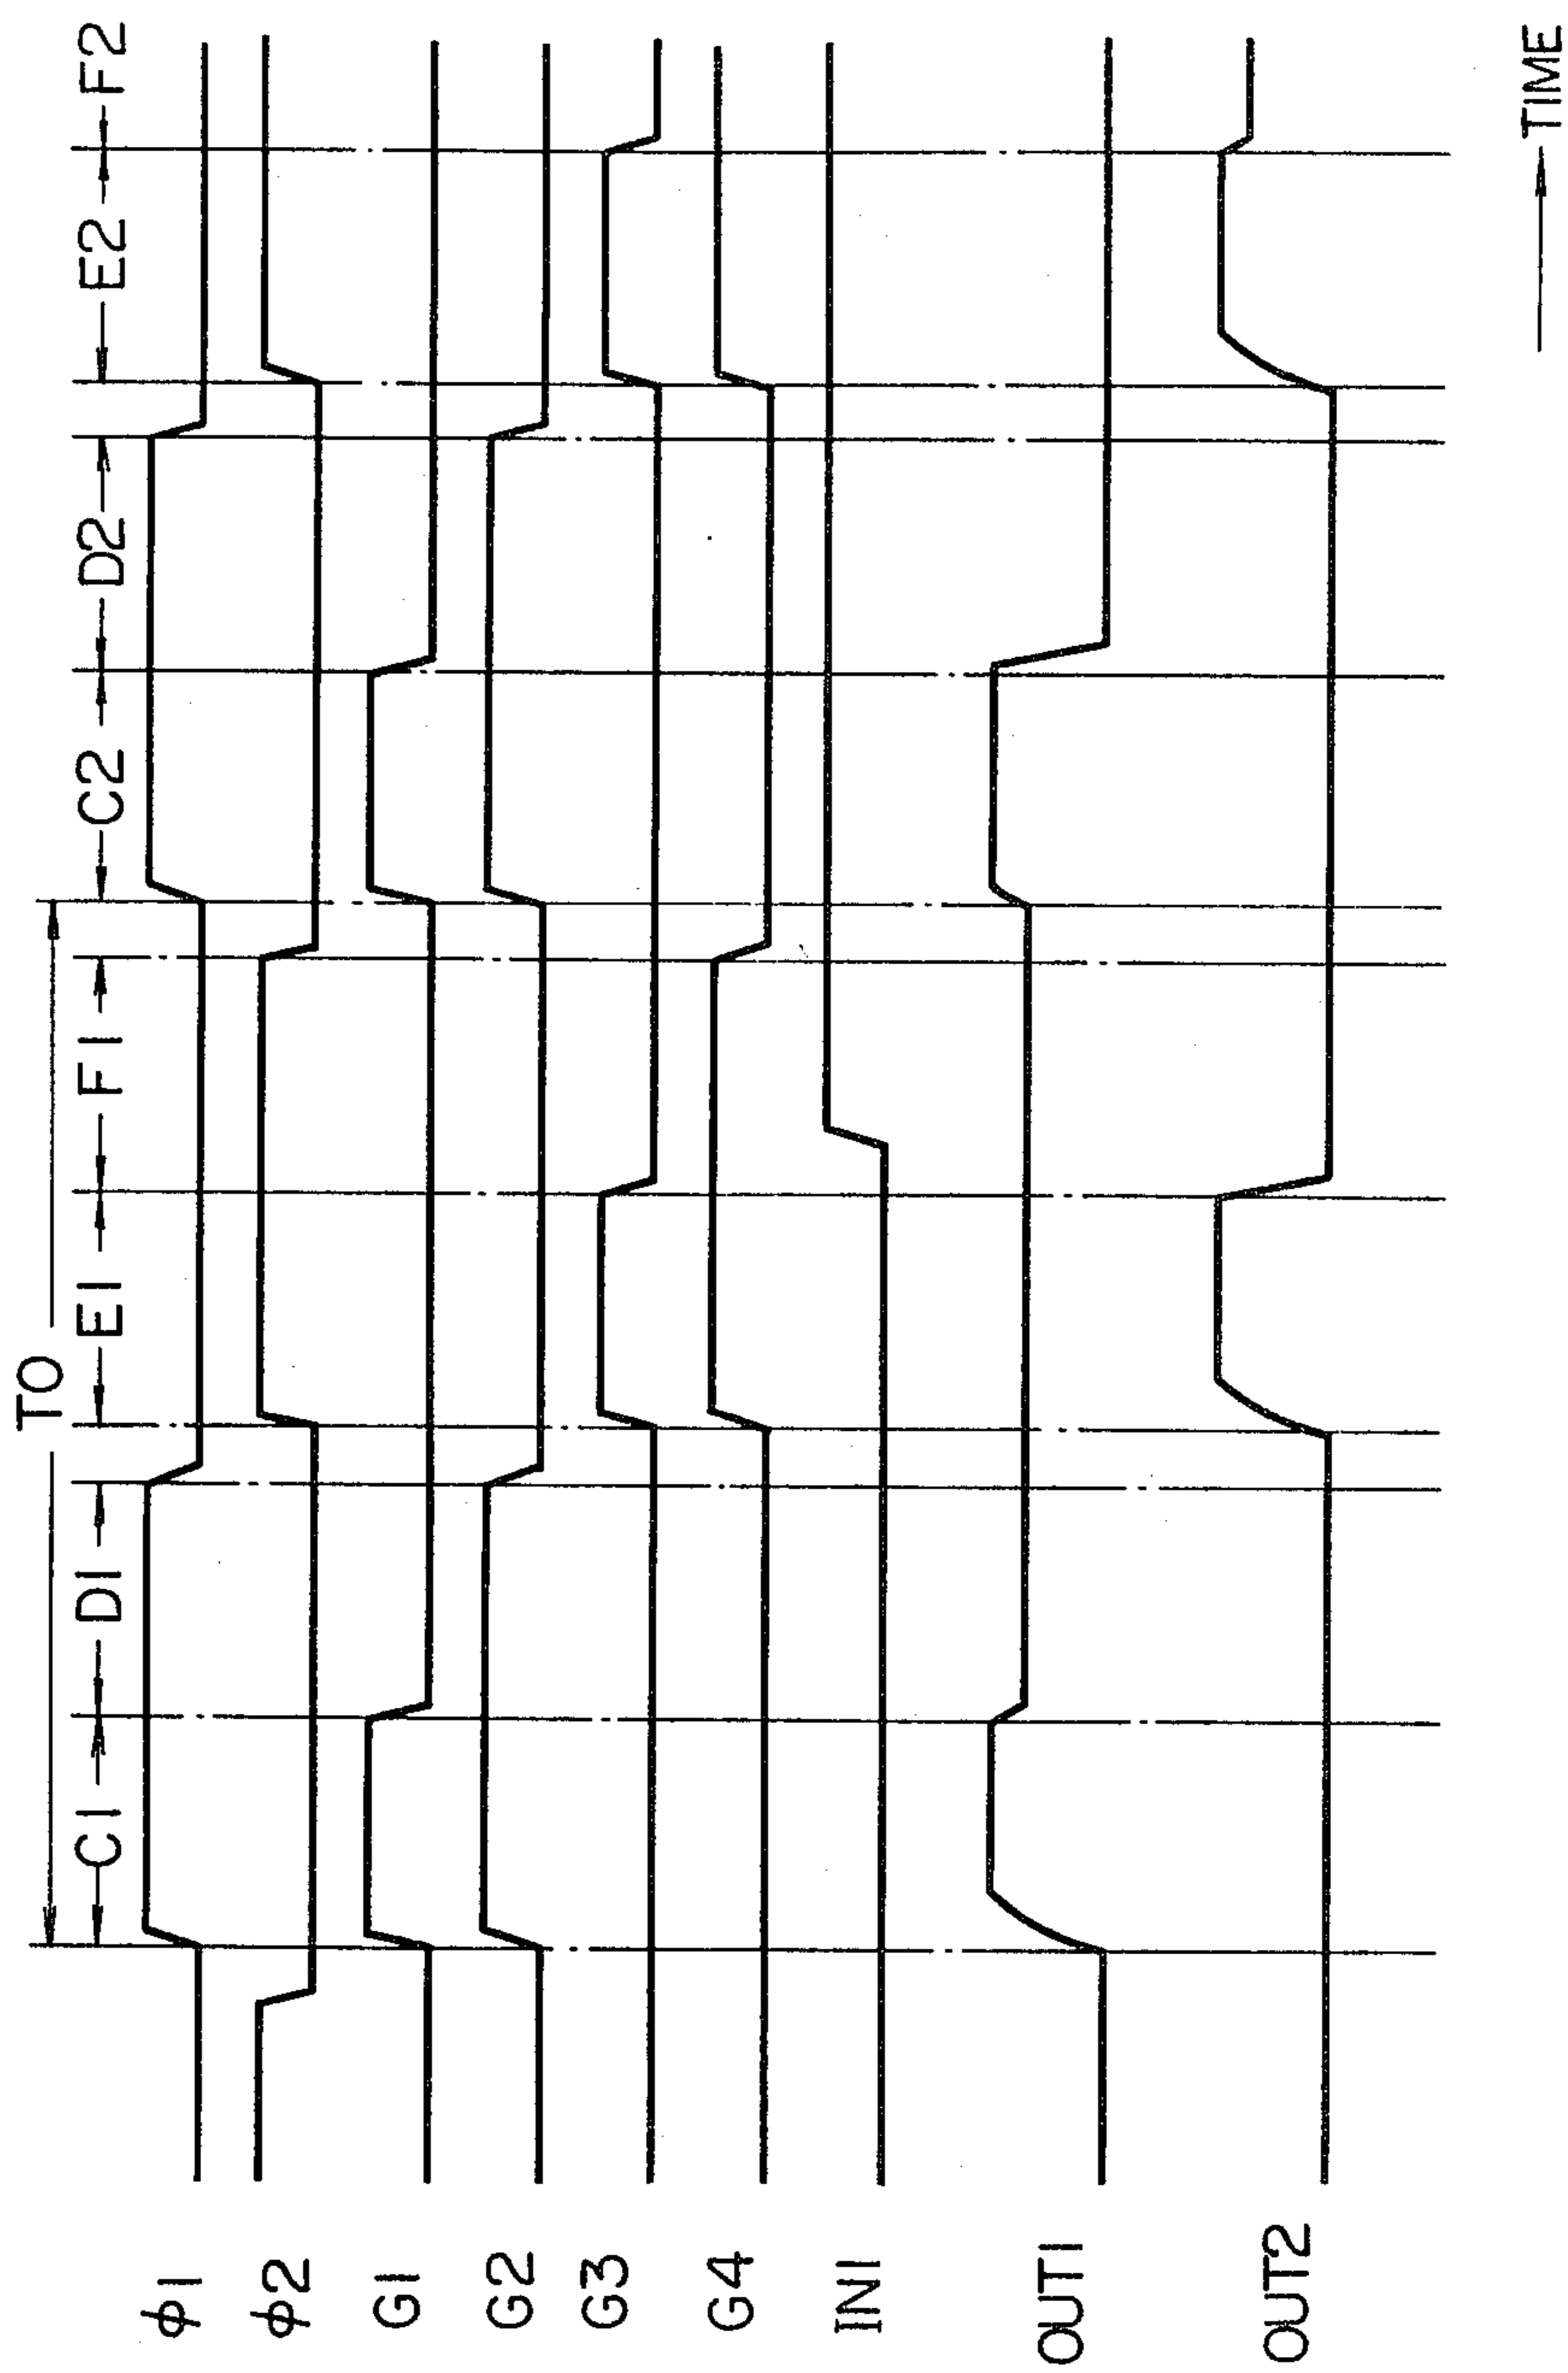 TO
C1 D1 E1 F1 C2 D2 E2 F2
φ1
φ2
G1
G2
G3
G4
IN1
OUT1
OUT2
TIME